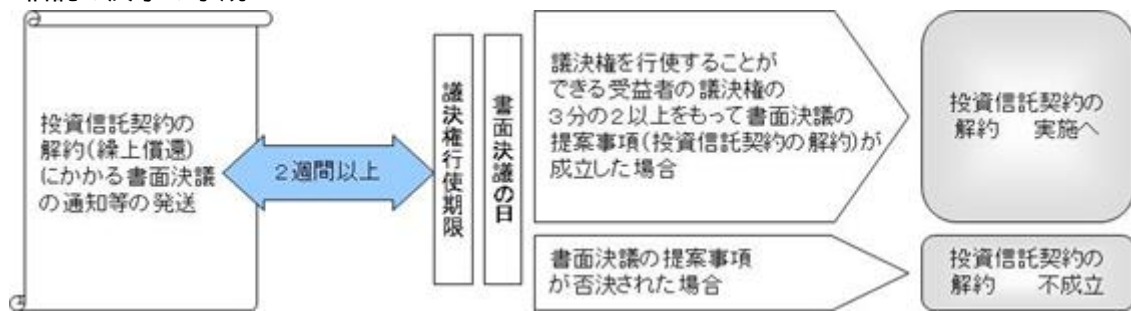 投資信託契約の
解約(繰上償還)
にかかる書面決議
の通知等の発送
2週間以上
議決権行使期限
書面決議の日
議決権を行使することが
できる受益者の議決権の
3分の2以上をもって書面決議の
提案事項(投資信託契約の解約)が
成立した場合
投資信託契約の
解約 実施へ
書面決議の提案事項
が否決された場合
投資信託契約の
解約 不成立